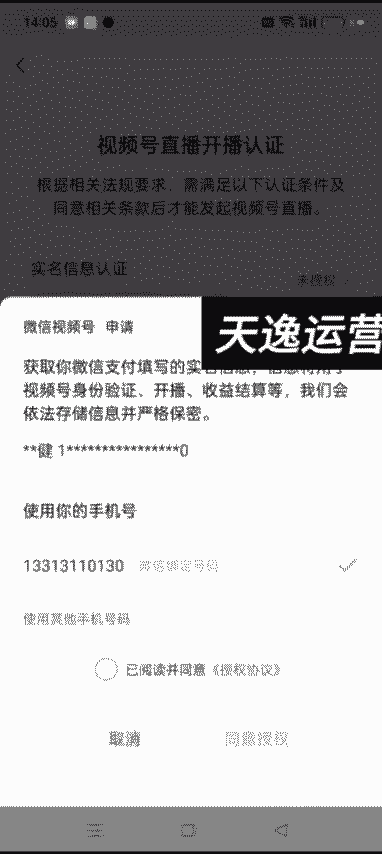 14:05
视频号直播开播认证
根据相关法规要求，需满足以下认证条件及
同意相关条款后才能发起视频号直播。
实名信息认证
未授权
微信视频号 申请
天逸运营
获取你微信支付填写的实名信息，信息将用于
视频号身份验证、开播、收益结算等，我们会
依法存储信息并严格保密。
**健 1****************0
使用你的手机号
13313110130 微信绑定号码
使用其他手机号码
已阅读并同意《授权协议》
取消
同意授权